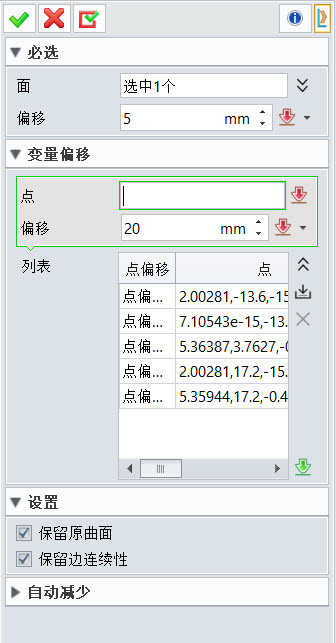 必选
面 选中1个
偏移 5 mm
变量偏移
点
偏移 20 mm
列表 点偏移 点
点偏... 2.00281,-13.6,-15
点偏... 7.10543e-15,-13.
点偏... 5.36387,3.7627,-0
点偏... 2.00281,17.2,-15.
点偏... 5.35944,17.2,-0.4
设置
保留原曲面
保留边连续性
自动减少